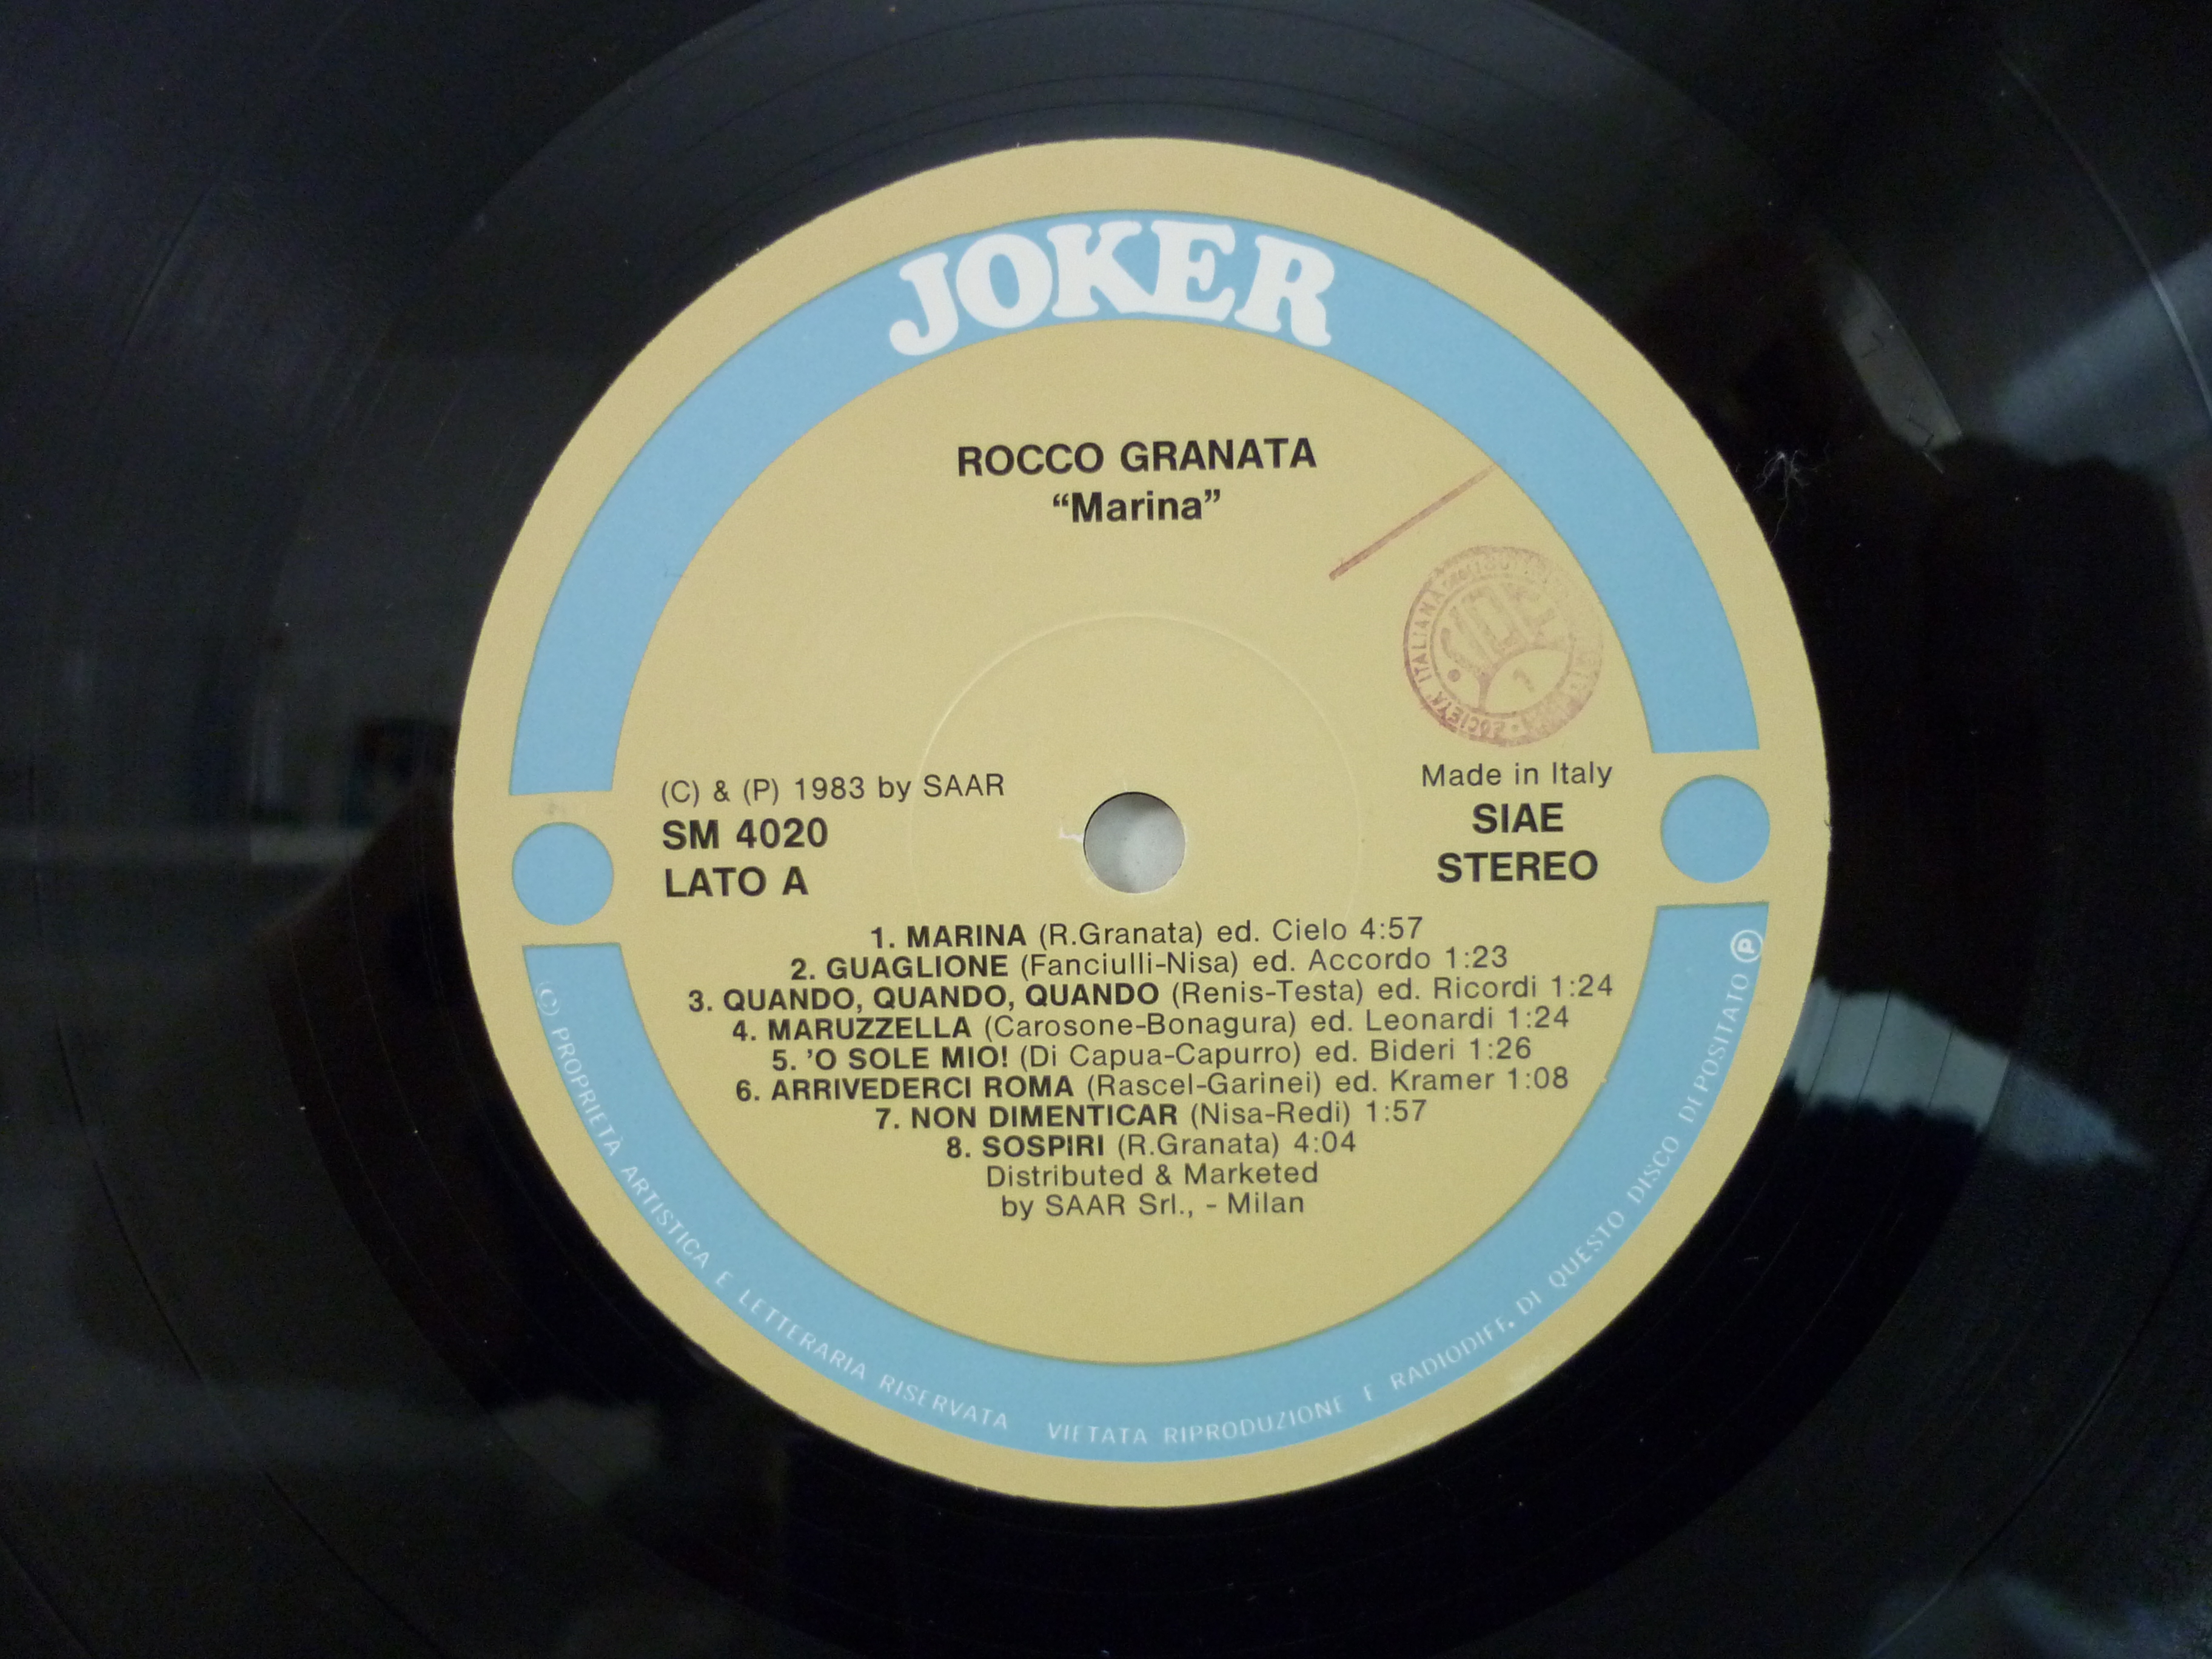 JOKER
ROCCO GRANATA
“Marina”
SOCIETA' ITALIANA
(C) & (P) 1983 by SAAR
SM 4020
LATO A
Made in Italy
SIAE
STEREO
1. MARINA (R.Granata) ed. Cielo 4:57
2. GUAGLIONE (Fanciulli-Nisa) ed. Accordo 1:23
3. QUANDO, QUANDO, QUANDO (Renis-Testa) ed. Ricordi 1:24
4. MARUZZELLA (Carosone-Bonagura) ed. Leonardi 1:24
5. ’O SOLE MIO! (Di Capua-Capurro) ed. Bideri 1:26
6. ARRIVEDERCI ROMA (Rascel-Garinei) ed. Kramer 1:08
7. NON DIMENTICAR (Nisa-Redi) 1:57
8. SOSPIRI (R.Granata) 4:04
Distributed & Marketed
by SAAR Srl., - Milan
(C) PROPRIETÀ ARTISTICA E LETTERARIA RISERVATA VIETATA RIPRODUZIONE E RADIODIFF. DI QUESTO DISCO DEPOSITATO Ⓟ